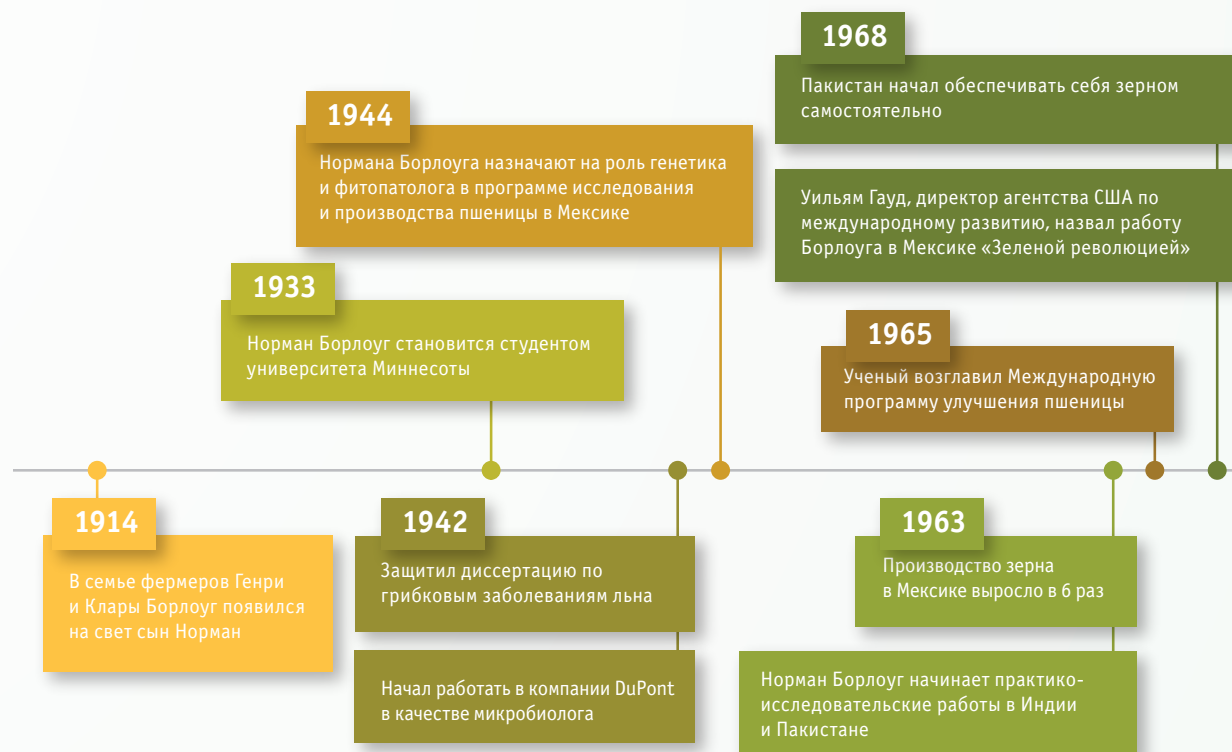 1914
В семье фермеров Генри
и Клары Борлоуг появился
на свет сын Норман
1933
Норман Борлоуг становится студентом
университета Миннесоты
1942
Защитил диссертацию по
грибковым заболеваниям льна
Начал работать в компании DuPont
в качестве микробиолога
1944
Нормана Борлоуга назначают на роль генетика
и фитопатолога в программе исследования
и производства пшеницы в Мексике
1963
Производство зерна
в Мексике выросло в 6 раз
Норман Борлоуг начинает практико-
исследовательские работы в Индии
и Пакистане
1965
Ученый возглавил Международную
программу улучшения пшеницы
1968
Пакистан начал обеспечивать себя зерном
самостоятельно
Уильям Гауд, директор агентства США по
международному развитию, назвал работу
Борлоуга в Мексике «Зеленой революцией»